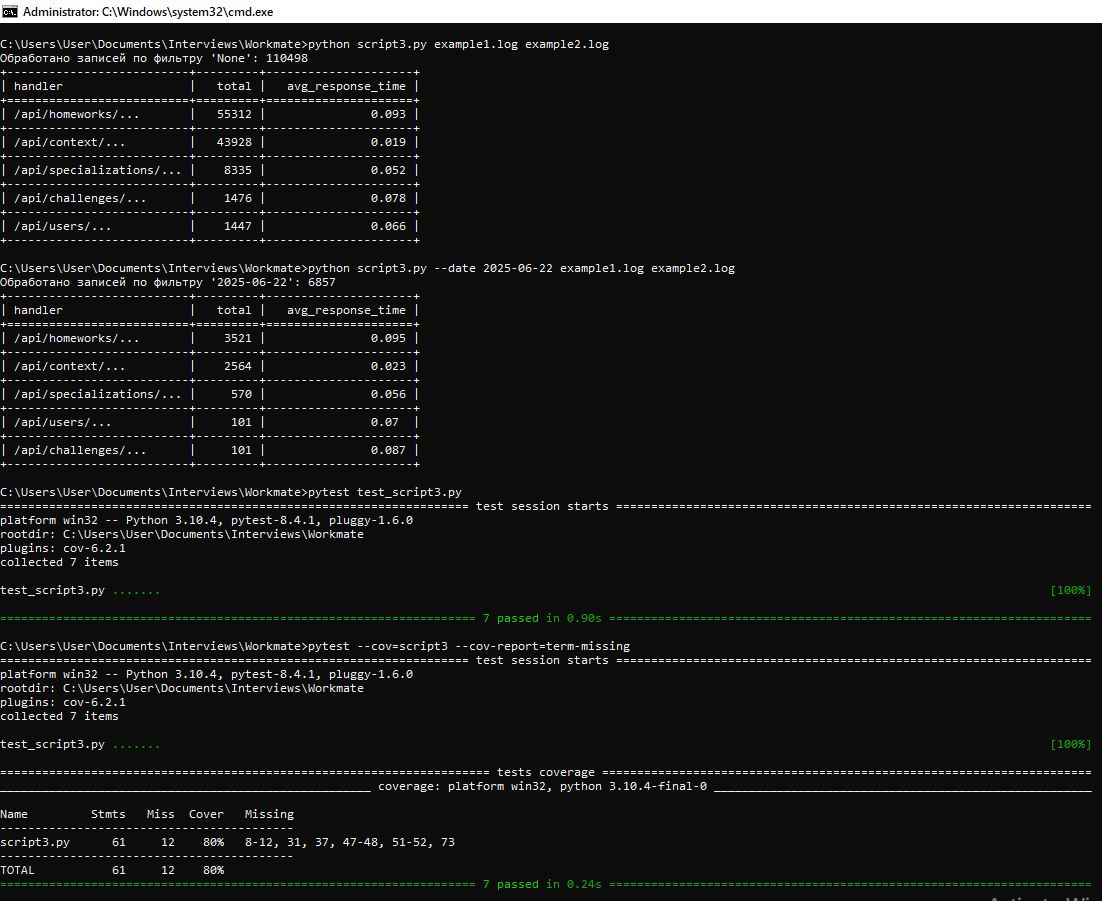 Administrator: C:\Windows\system32\cmd.exe
C:\Users\User\Documents\Interviews\Workmate>python script3.py example1.log example2.log
Обработано записей по фильтру 'None': 110498
+--------------------------+---------+---------------------+
| handler                  |   total |   avg_response_time |
+==========================+=========+=====================+
| /api/homeworks/...       |   55312 |               0.093 |
+--------------------------+---------+---------------------+
| /api/context/...         |   43928 |               0.019 |
+--------------------------+---------+---------------------+
| /api/specializations/... |    8335 |               0.052 |
+--------------------------+---------+---------------------+
| /api/challenges/...      |    1476 |               0.078 |
+--------------------------+---------+---------------------+
| /api/users/...           |    1447 |               0.066 |
+--------------------------+---------+---------------------+
C:\Users\User\Documents\Interviews\Workmate>python script3.py --date 2025-06-22 example1.log example2.log
Обработано записей по фильтру '2025-06-22': 6857
+--------------------------+---------+---------------------+
| handler                  |   total |   avg_response_time |
+==========================+=========+=====================+
| /api/homeworks/...       |    3521 |               0.095 |
+--------------------------+---------+---------------------+
| /api/context/...         |    2564 |               0.023 |
+--------------------------+---------+---------------------+
| /api/specializations/... |     570 |               0.056 |
+--------------------------+---------+---------------------+
| /api/users/...           |     101 |               0.07  |
+--------------------------+---------+---------------------+
| /api/challenges/...      |     101 |               0.087 |
+--------------------------+---------+---------------------+
C:\Users\User\Documents\Interviews\Workmate>pytest test_script3.py
=================================================================== test session starts ====================================================================
platform win32 -- Python 3.10.4, pytest-8.4.1, pluggy-1.6.0
rootdir: C:\Users\User\Documents\Interviews\Workmate
plugins: cov-6.2.1
collected 7 items
test_script3.py ....... [100%]
==================================================================== 7 passed in 0.90s =====================================================================
C:\Users\User\Documents\Interviews\Workmate>pytest --cov=script3 --cov-report=term-missing
=================================================================== test session starts ====================================================================
platform win32 -- Python 3.10.4, pytest-8.4.1, pluggy-1.6.0
rootdir: C:\Users\User\Documents\Interviews\Workmate
plugins: cov-6.2.1
collected 7 items
test_script3.py ....... [100%]
====================================================================== tests coverage ======================================================================
_____________________________________________________ coverage: platform win32, python 3.10.4-final-0 ______________________________________________________
Name         Stmts   Miss  Cover   Missing
------------------------------------------
script3.py      61     12    80%   8-12, 31, 37, 47-48, 51-52, 73
------------------------------------------
TOTAL           61     12    80%
==================================================================== 7 passed in 0.24s =====================================================================